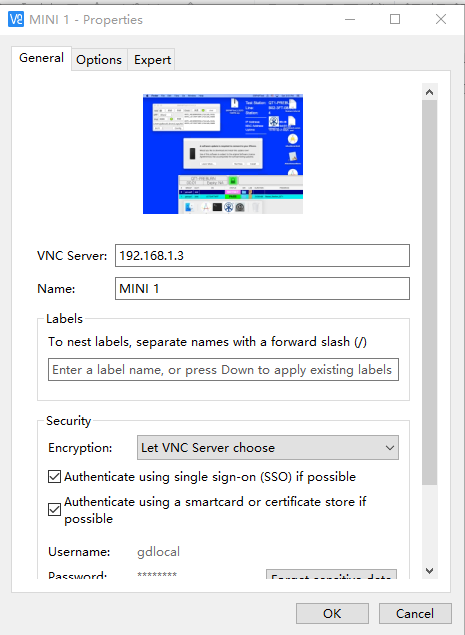 MINI 1 - Properties
General
Options
Expert
VNC Server:
192.168.1.3
Name:
MINI 1
Labels
To nest labels, separate names with a forward slash (/)
Enter a label name, or press Down to apply existing labels
Security
Encryption:
Let VNC Server choose
Authenticate using single sign-on (SSO) if possible
Authenticate using a smartcard or certificate store if
possible
Username:
gdlocal
Password:
********
Forget sensitive data
OK
Cancel